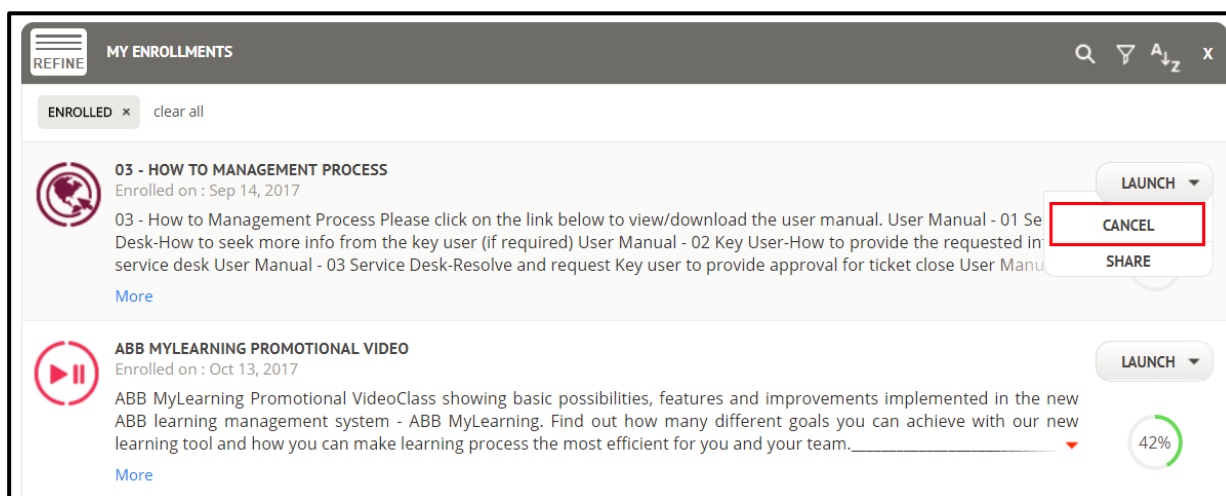 REFINE
MY ENROLLMENTS
A
Z
X
ENROLLED × clear all
03 - HOW TO MANAGEMENT PROCESS
Enrolled on : Sep 14, 2017
LAUNCH
03 - How to Management Process Please click on the link below to view/download the user manual. User Manual - 01 Se
CANCEL
Desk-How to seek more info from the key user (if required) User Manual - 02 Key User-How to provide the requested
service desk User Manual - 03 Service Desk-Resolve and request Key user to provide approval for ticket close User Manu
SHARE
More
ABB MYLEARNING PROMOTIONAL VIDEO
Enrolled on : Oct 13, 2017
LAUNCH
ABB MyLearning Promotional VideoClass showing basic possibilities, features and improvements implemented in the new
ABB learning management system - ABB MyLearning. Find out how many different goals you can achieve with our new
learning tool and how you can make learning process the most efficient for you and your team.
42%
More